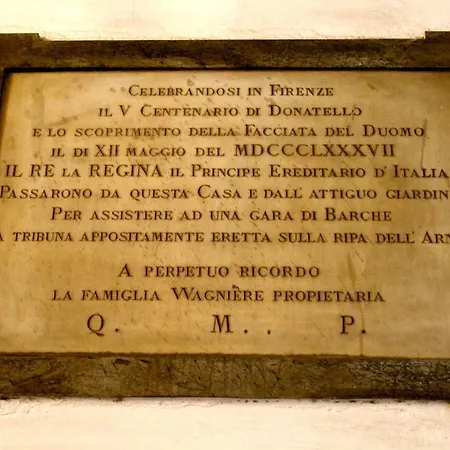 Celebrandosi in Firenze
il V Centenario di Donatello
e lo scoprimento della Facciata del Duomo
il di XII maggio del MDCCCLXXXVII
IL RE la REGINA il Principe Ereditario d'Italia
Passarono da questa Casa e dall'attiguo giardin
Per assistere ad una gara di Barche
a tribuna appositamente eretta sulla ripa dell'Arn
A perpetuo ricordo
la famiglia Wagnière propietaria
Q. M.. P.